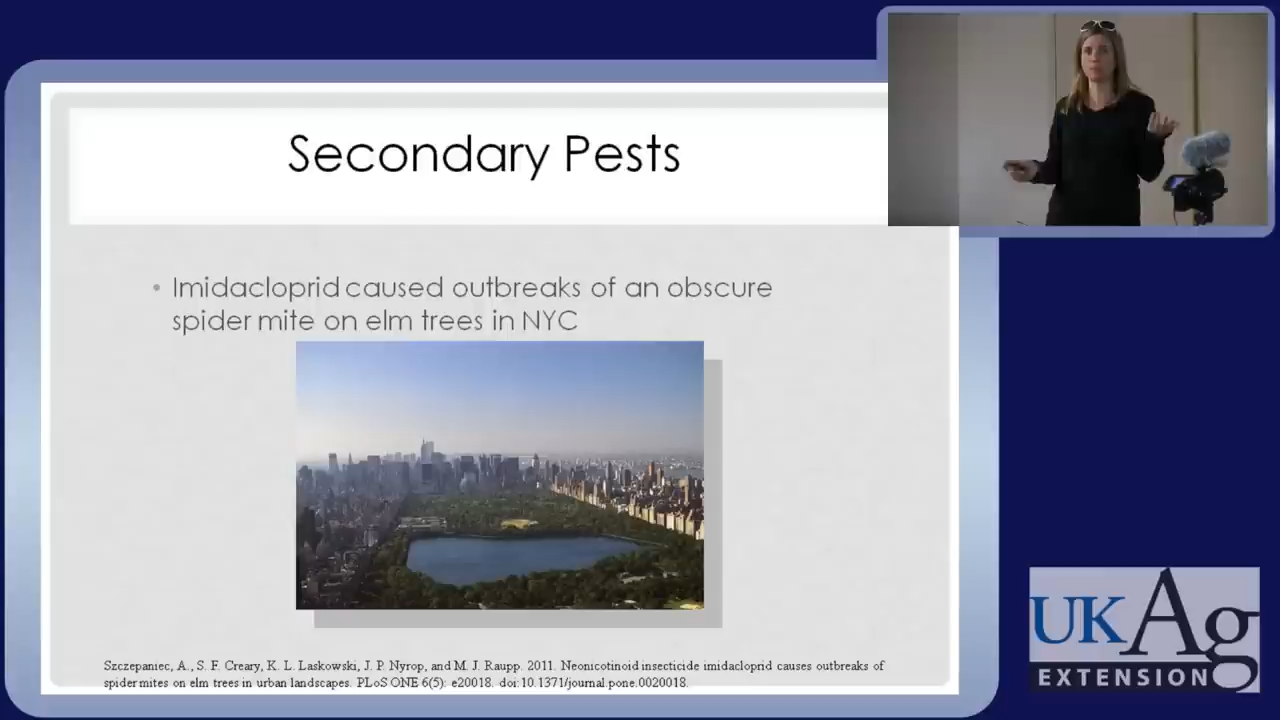 Secondary Pests
• Imidacloprid caused outbreaks of an obscure
spider mite on elm trees in NYC
Szczepaniec, A., S. F. Creary, K. L. Laskowski, J. P. Nyrop, and M. J. Raupp. 2011. Neonicotinoid insecticide imidacloprid causes outbreaks of
spider mites on elm trees in urban landscapes. PLoS ONE 6(5): e20018. doi:10.1371/journal.pone.0020018.
UKAg
EXTENSION